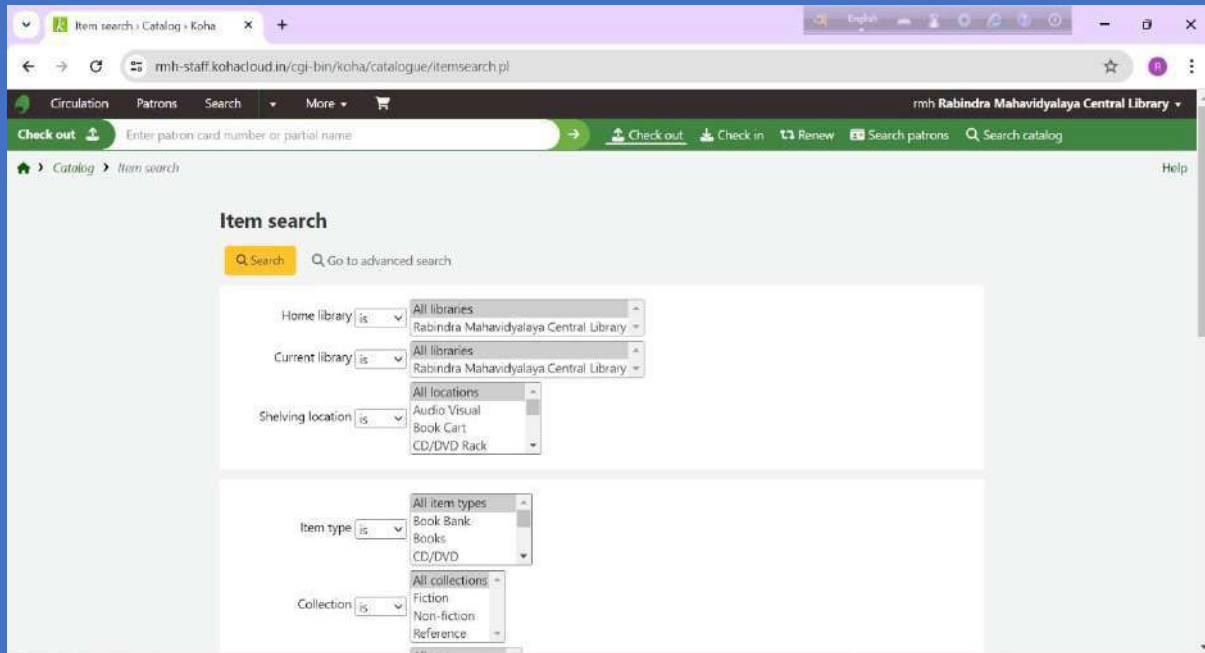 Item search › Catalog › Koha
English
rmh-staff.kohacloud.in/cgi-bin/koha/catalogue/itemsearch.pl
Circulation Patrons Search More rmh Rabindra Mahavidyalaya Central Library
Check out Enter patron card number or partial name Check out Check in Renew Search patrons Search catalog
Catalog Item search Help
Item search
Search Go to advanced search
Home library is All libraries
Rabindra Mahavidyalaya Central Library
Current library is All libraries
Rabindra Mahavidyalaya Central Library
All locations
Shelving location is Audio Visual
Book Cart
CD/DVD Rack
All item types
Item type is Book Bank
Books
CD/DVD
All collections
Collection is Fiction
Non-fiction
Reference